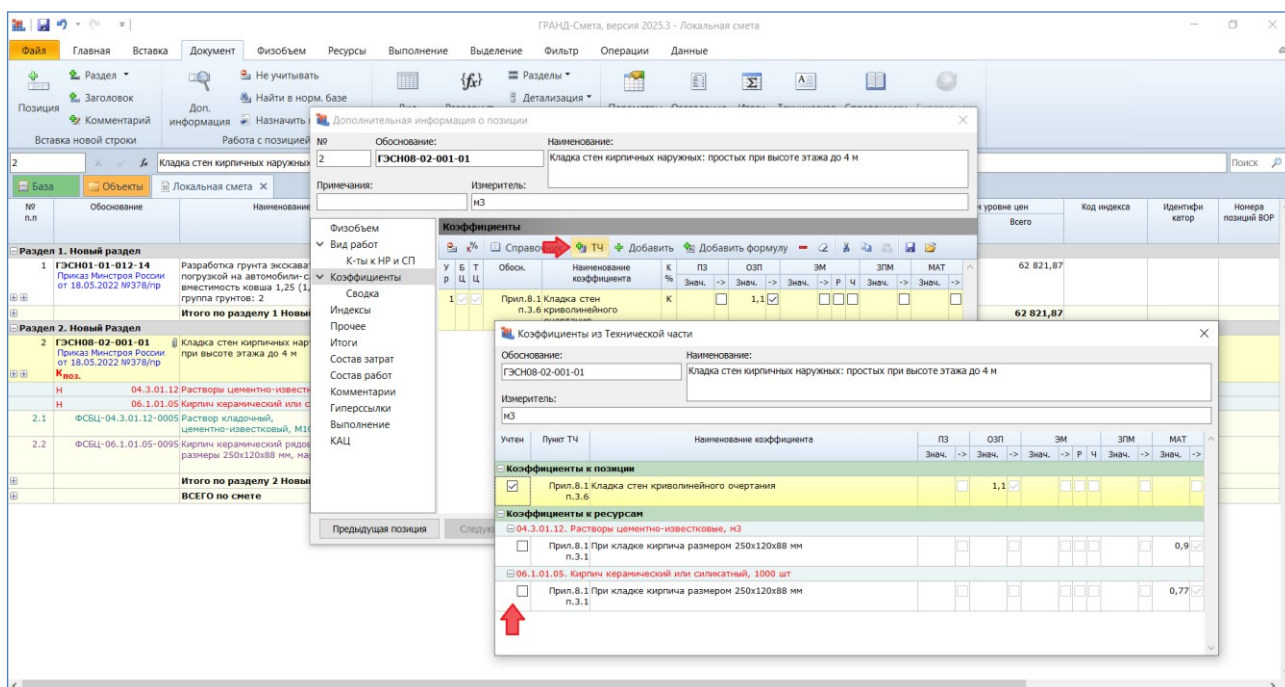 ГРАНД-Смета, версия 2025.3 - Локальная смета
Файл Главная Вставка Документ Физобъем Ресурсы Выполнение Выделение Фильтр Операции Данные
Раздел
Заголовок
Комментарий
Позиция
Вставка новой строки
Доп. информация
Не учитывать
Найти в норм. базе
Назначить
Работа с позицией
{fx}
Разделы
Детализация
2 fx Кладка стен кирпичных наружных
Поиск
База Объекты Локальная смета
№ п.п Обоснование Наименование
уровне цен
Всего
Код индекса Идентифи катор Номера позиций ВОР
Раздел 1. Новый раздел
1 ГЭСН01-01-012-14 Разработка грунта
Приказ Минстроя России погрузкой на автомобили-с
от 18.05.2022 №378/пр вместимость ковша 1,25 (1,
группа грунтов: 2
62 821,87
Итого по разделу 1 Новый
62 821,87
Раздел 2. Новый Раздел
2 ГЭСН08-02-001-01 Кладка стен кирпичных нар
Приказ Минстроя России при высоте этажа до 4 м
от 18.05.2022 №378/пр
Кпоз.
Н 04.3.01.12 Растворы цементно-известк
Н 06.1.01.05 Кирпич керамический или с
2.1 ФСБЦ-04.3.01.12-0005 Раствор кладочный,
цементно-известковый, М10
2.2 ФСБЦ-06.1.01.05-0095 Кирпич керамический рядов
размеры 250х120х88 мм, ма
Итого по разделу 2 Новый
ВСЕГО по смете
Дополнительная информация о позиции
№ Обоснование: Наименование:
2 ГЭСН08-02-001-01 Кладка стен кирпичных наружных: простых при высоте этажа до 4 м
Примечания: Измеритель:
м3
Физобъем
Вид работ
К-ты к НР и СП
Коэффициенты
Сводка
Индексы
Прочее
Итоги
Состав затрат
Состав работ
Комментарии
Гиперссылки
Выполнение
КАЦ
Предыдущая позиция
Коэффициенты
ТЧ Добавить Добавить формулу
У р Б Ц Т Ц Обосн. Наименование коэффициента К % ПЗ ОЗП ЭМ ЗПМ МАТ
Знач. -> Знач. -> Знач. -> Р Ч Знач. -> Знач. ->
1 Прил.8.1 п.3.6 Кладка стен криволинейного К 1,1
Коэффициенты из Технической части
Обоснование: Наименование:
ГЭСН08-02-001-01 Кладка стен кирпичных наружных: простых при высоте этажа до 4 м
Измеритель:
м3
Учтен Пункт ТЧ Наименование коэффициента ПЗ ОЗП ЭМ ЗПМ МАТ
Знач. -> Знач. -> Знач. -> Р Ч Знач. -> Знач. ->
Коэффициенты к позиции
Прил.8.1 Кладка стен криволинейного очертания 1,1
п.3.6
Коэффициенты к ресурсам
04.3.01.12. Растворы цементно-известковые, м3
Прил.8.1 При кладке кирпича размером 250х120х88 мм 0,9
п.3.1
06.1.01.05. Кирпич керамический или силикатный, 1000 шт
Прил.8.1 При кладке кирпича размером 250х120х88 мм 0,77
п.3.1